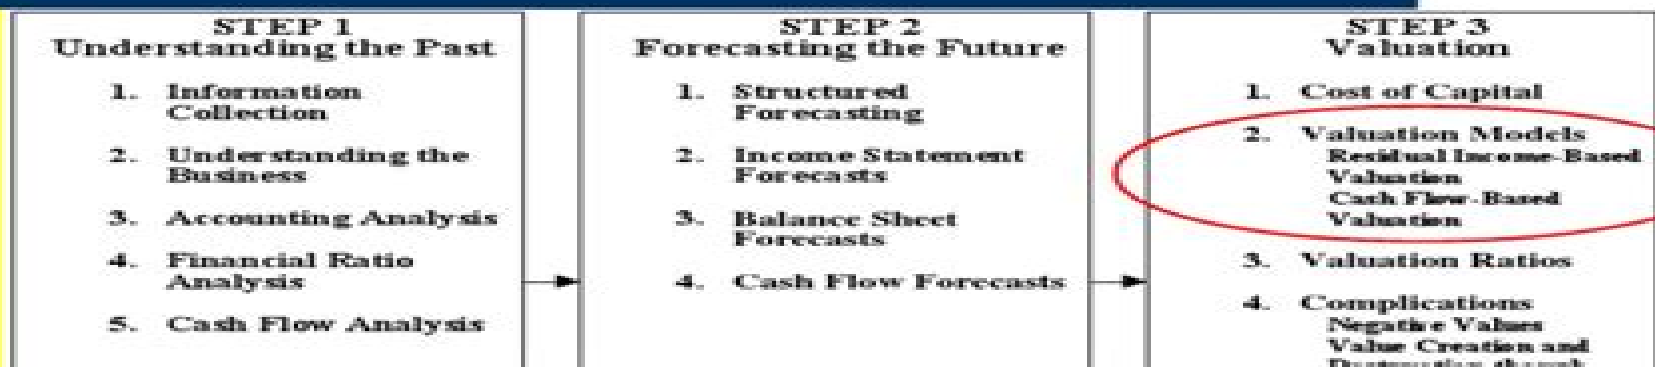 STEP 1
Understanding the Past
1. Information
Collection
2. Understanding the
Business
3. Accounting Analysis
4. Financial Ratio
Analysis
5. Cash Flow Analysis
STEP 2
Forecasting the Future
1. Structured
Forecasting
2. Income Statement
Forecasts
3. Balance Sheet
Forecasts
4. Cash Flow Forecasts
STEP 3
Valuation
1. Cost of Capital
2. Valuation Models
Residual Income-Based
Valuation
Cash Flow-Based
Valuation
3. Valuation Ratios
4. Complications
Negative Values
Value Creation and